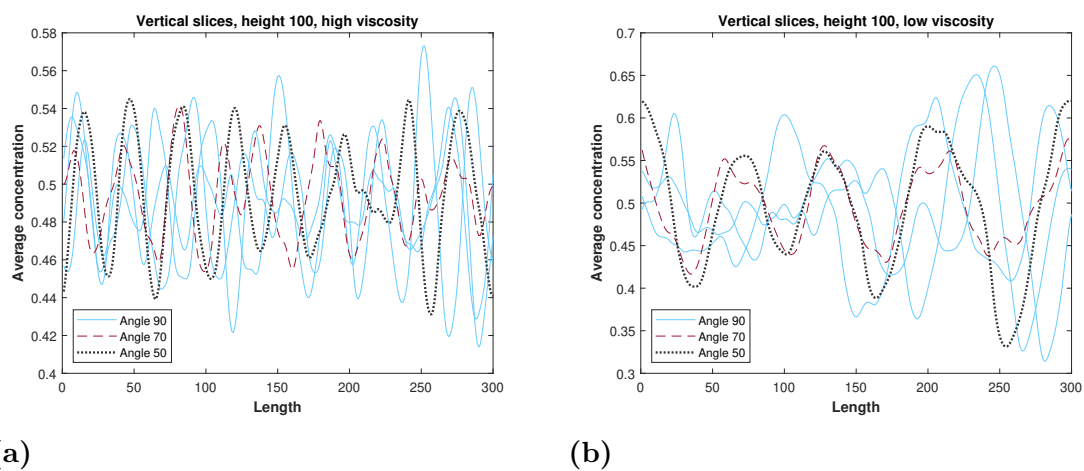 Vertical slices, height 100, high viscosity
0.58
0.56
0.54
0.52
0.5
0.48
0.46
0.44
0.42
0.4
Average concentration
Angle 90
Angle 70
Angle 50
0 50 100 150 200 250 300
Length
(a)
Vertical slices, height 100, low viscosity
0.7
0.65
0.6
0.55
0.5
0.45
0.4
0.35
0.3
Average concentration
Angle 90
Angle 70
Angle 50
0 50 100 150 200 250 300
Length
(b)